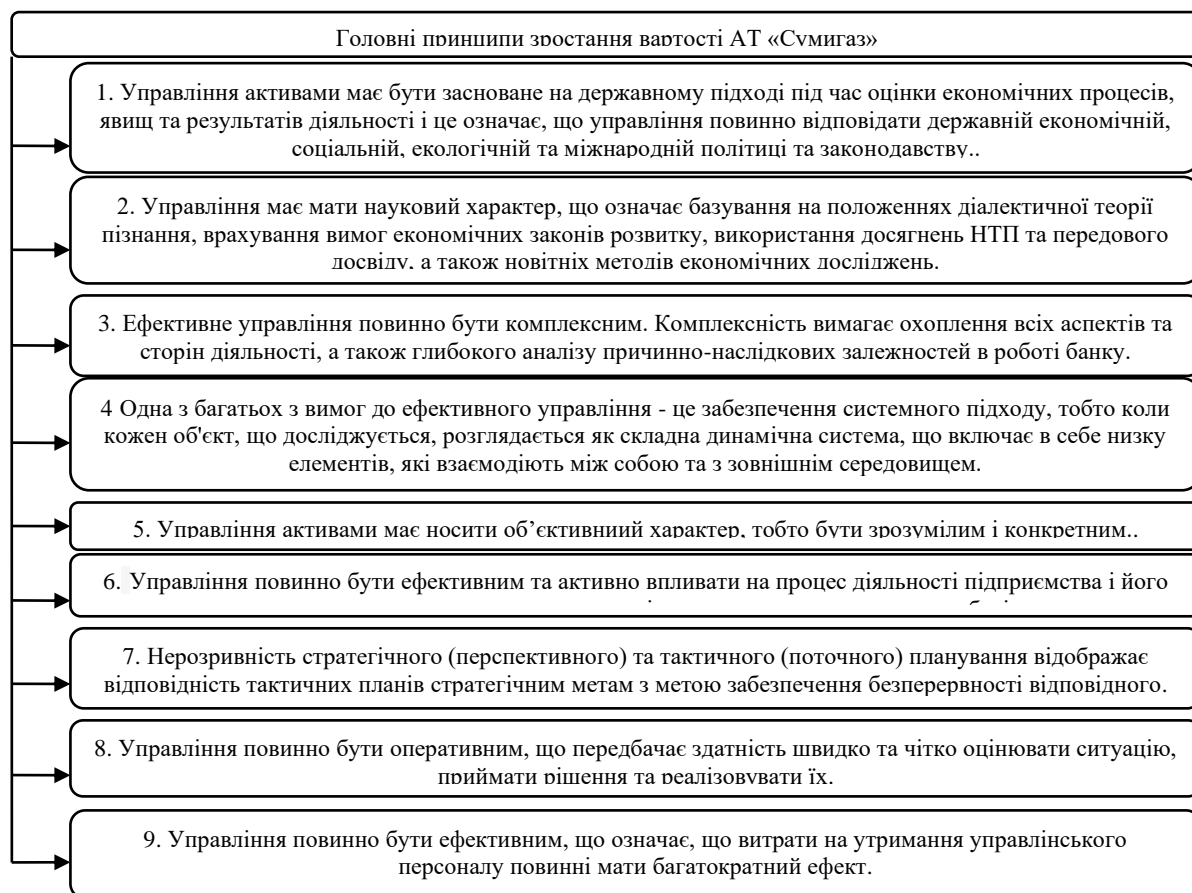 Головні принципи зростання вартості АТ «Сумигаз»
1. Управління активами має бути засноване на державному підході під час оцінки економічних процесів,
явищ та результатів діяльності і це означає, що управління повинно відповідати державній економічній,
соціальній, екологічній та міжнародній політиці та законодавству..
2. Управління має мати науковий характер, що означає базування на положеннях діалектичної теорії
пізнання, врахування вимог економічних законів розвитку, використання досягнень НТП та передового
досвіду, а також новітніх методів економічних досліджень.
3. Ефективне управління повинно бути комплексним. Комплексність вимагає охоплення всіх аспектів та
сторін діяльності, а також глибокого аналізу причинно-наслідкових залежностей в роботі банку.
4 Одна з багатьох з вимог до ефективного управління - це забезпечення системного підходу, тобто коли
кожен об'єкт, що досліджується, розглядається як складна динамічна система, що включає в себе низку
елементів, які взаємодіють між собою та з зовнішнім середовищем.
5. Управління активами має носити об’єктивниий характер, тобто бути зрозумілим і конкретним..
6. Управління повинно бути ефективним та активно впливати на процес діяльності підприємства і його
7. Нерозривність стратегічного (перспективного) та тактичного (поточного) планування відображає
відповідність тактичних планів стратегічним метам з метою забезпечення безперервності відповідного.
8. Управління повинно бути оперативним, що передбачає здатність швидко та чітко оцінювати ситуацію,
приймати рішення та реалізовувати їх.
9. Управління повинно бути ефективним, що означає, що витрати на утримання управлінського
персоналу повинні мати багатократний ефект.